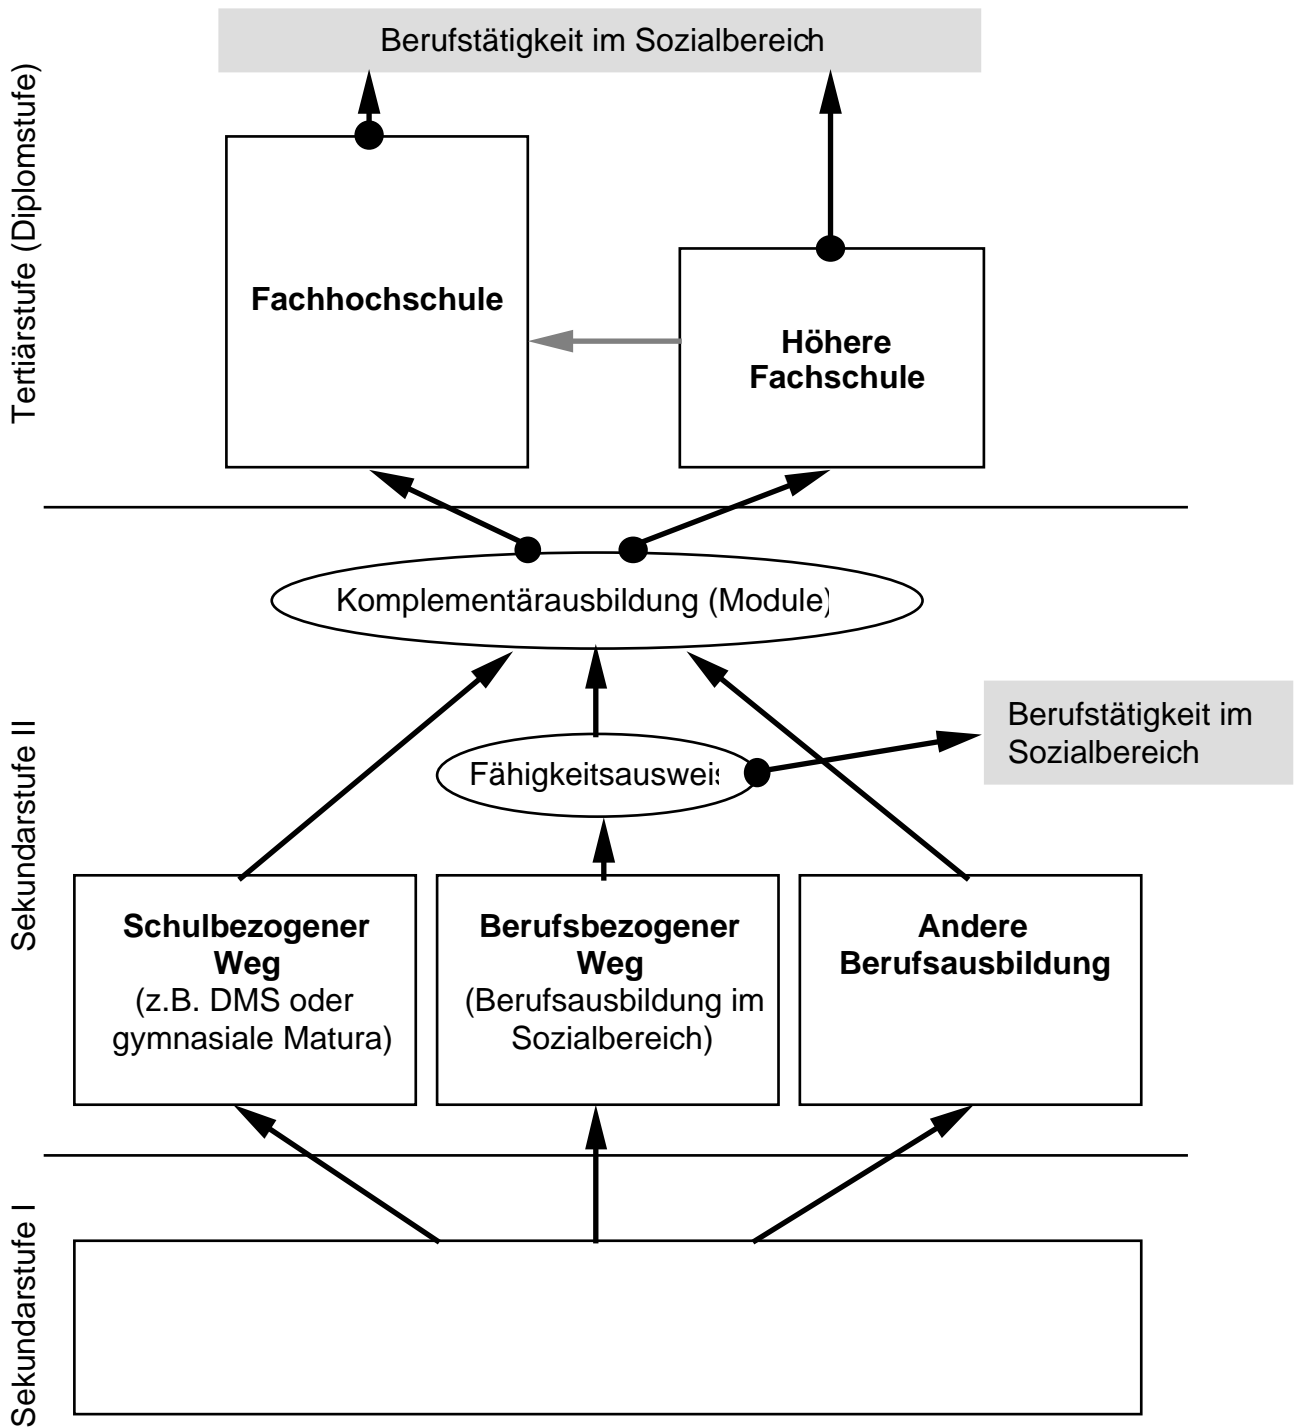 Berufstätigkeit im Sozialbereich
Tertiärstufe (Diplomstufe)
Fachhochschule
Höhere
Fachschule
Komplementärausbildung (Module)
Sekundarstufe II
Berufstätigkeit im
Sozialbereich
Fähigkeitsausweis
Schulbezogener
Weg
(z.B. DMS oder
gymnasiale Matura)
Berufsbezogener
Weg
(Berufsausbildung im
Sozialbereich)
Andere
Berufsausbildung
Sekundarstufe I